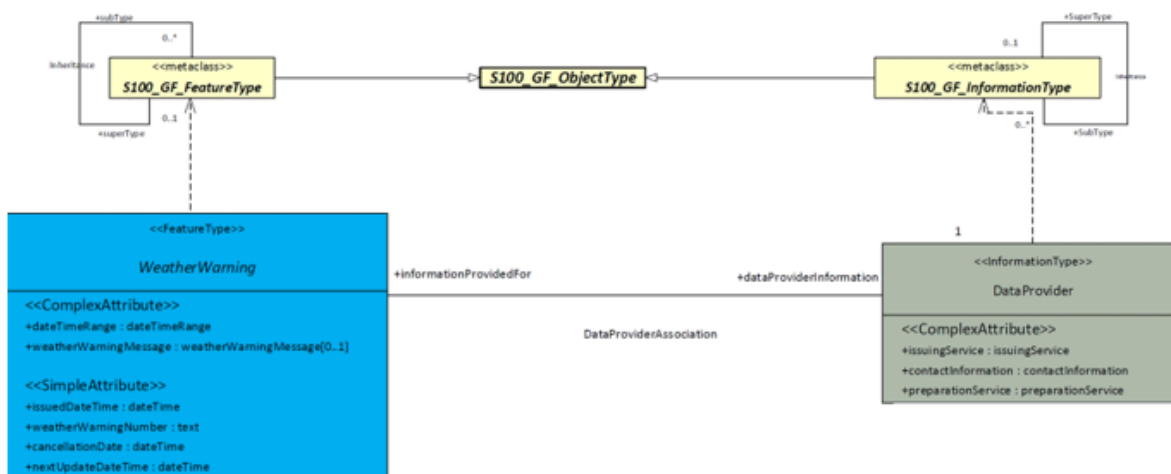 +subType
0..*
Inheritance
<<metaclass>>
S100_GF_FeatureType
0..1
+superType
S100_GF_ObjectType
+SuperType
0..1
<<metaclass>>
S100_GF_InformationType
Inheritance
0..*
+SubType
<<FeatureType>>
WeatherWarning
<<ComplexAttribute>>
+dateTimeRange : dateTimeRange
+weatherWarningMessage : weatherWarningMessage[0..1]
<<SimpleAttribute>>
+issuedDateTime : dateTime
+weatherWarningNumber : text
+cancellationDate : dateTime
+nextUpdateDateTime : dateTime
+informationProvidedFor
+dataProviderInformation
DataProviderAssociation
1
<<InformationType>>
DataProvider
<<ComplexAttribute>>
+issuingService : issuingService
+contactInformation : contactInformation
+preparationService : preparationService